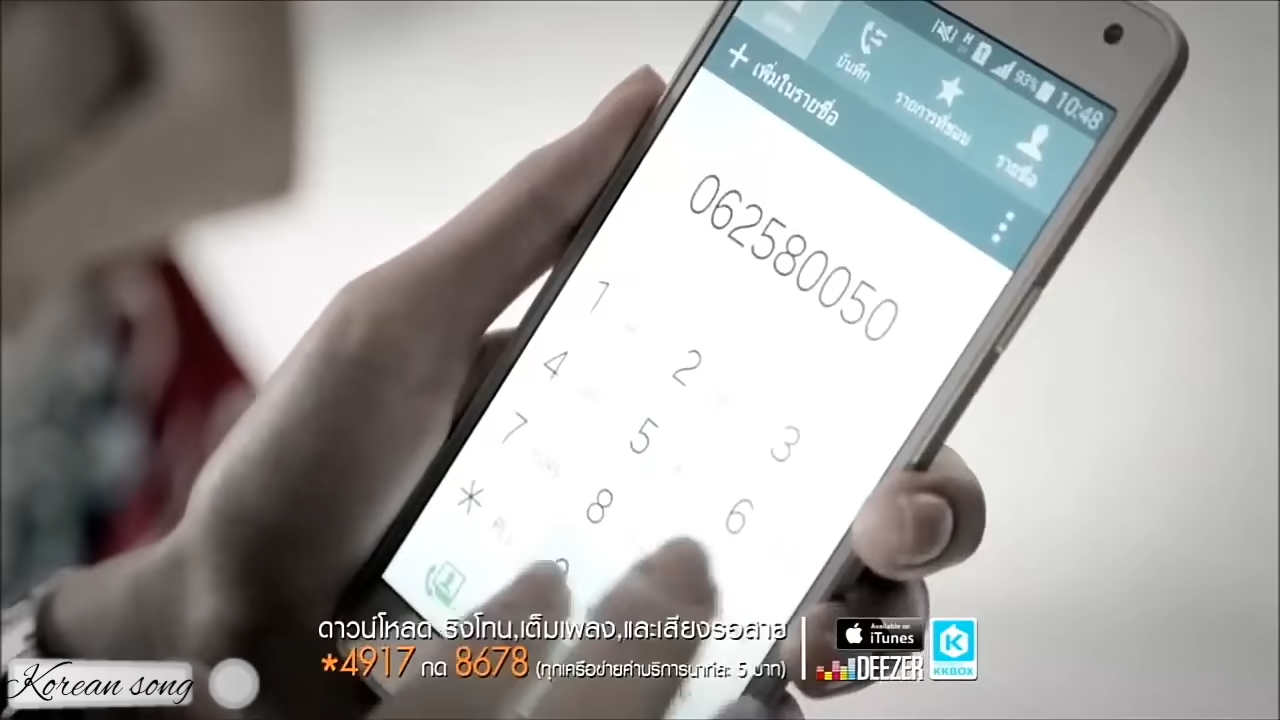 93% 10:48
บันทึก
รายการที่ชอบ
รายชื่อ
+ เพิ่มในรายชื่อ
062580050
1
2
3
4
5
6
7
8
*
ดาวน์โหลด ริงโทน,เต็มเพลง,และเสียงรอสาย
*4917 กด 8678 (ทุกเครือข่ายค่าบริการนาทีละ 5 บาท)
Available on
iTunes
DEEZER
KKBOX
Korean song